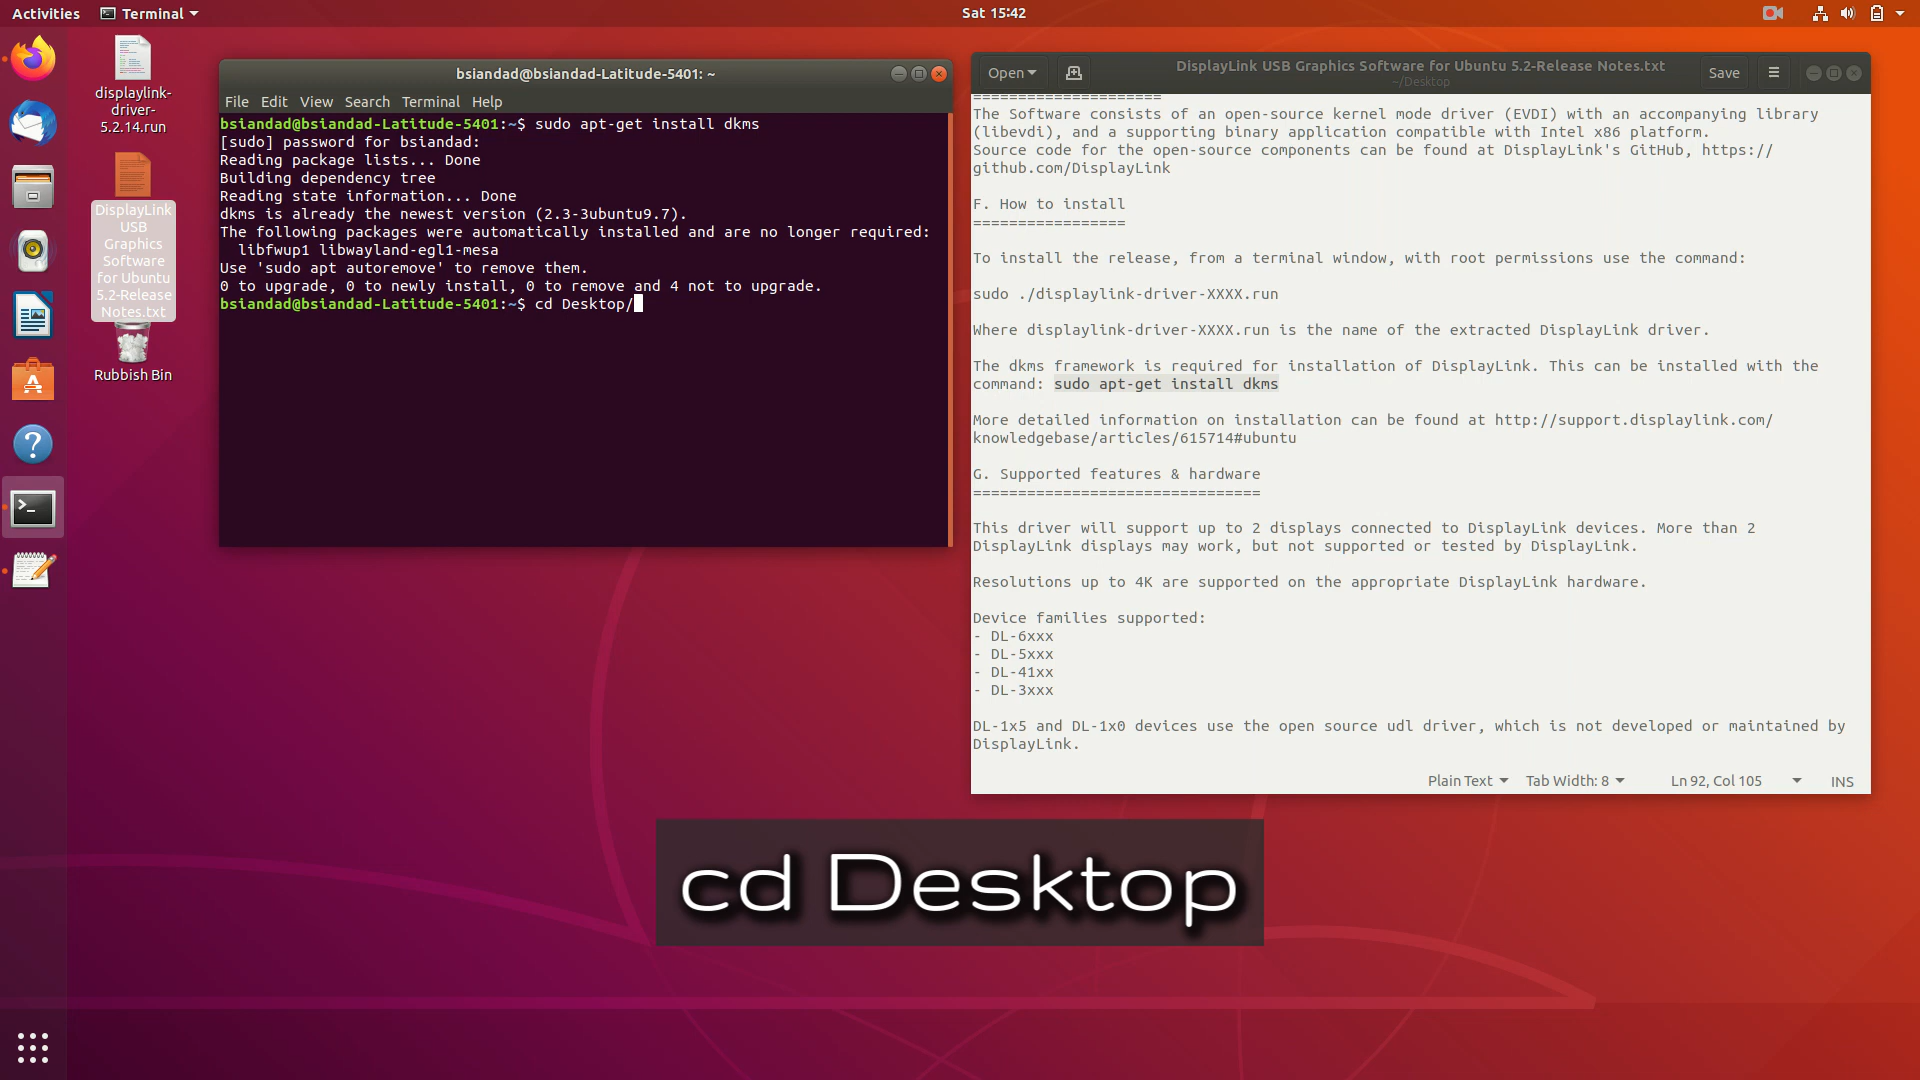 Activities
Terminal
Sat 15:42
displaylink-
driver-
5.2.14.run
DisplayLink
USB
Graphics
Software
for Ubuntu
5.2-Release
Notes.txt
Rubbish Bin
bsiandad@bsiandad-Latitude-5401: ~
File Edit View Search Terminal Help
bsiandad@bsiandad-Latitude-5401:~$ sudo apt-get install dkms
[sudo] password for bsiandad:
Reading package lists... Done
Building dependency tree
Reading state information... Done
dkms is already the newest version (2.3-3ubuntu9.7).
The following packages were automatically installed and are no longer required:
libfwup1 libwayland-egl1-mesa
Use 'sudo apt autoremove' to remove them.
0 to upgrade, 0 to newly install, 0 to remove and 4 not to upgrade.
bsiandad@bsiandad-Latitude-5401:~$ cd Desktop/
Open
DisplayLink USB Graphics Software for Ubuntu 5.2-Release Notes.txt
~/Desktop
Save
=====================
The Software consists of an open-source kernel mode driver (EVDI) with an accompanying library
(libevdi), and a supporting binary application compatible with Intel x86 platform.
Source code for the open-source components can be found at DisplayLink's GitHub, https://
github.com/DisplayLink
F. How to install
=================
To install the release, from a terminal window, with root permissions use the command:
sudo ./displaylink-driver-XXXX.run
Where displaylink-driver-XXXX.run is the name of the extracted DisplayLink driver.
The dkms framework is required for installation of DisplayLink. This can be installed with the
command: sudo apt-get install dkms
More detailed information on installation can be found at http://support.displaylink.com/
knowledgebase/articles/615714#ubuntu
G. Supported features & hardware
================================
This driver will support up to 2 displays connected to DisplayLink devices. More than 2
DisplayLink displays may work, but not supported or tested by DisplayLink.
Resolutions up to 4K are supported on the appropriate DisplayLink hardware.
Device families supported:
- DL-6xxx
- DL-5xxx
- DL-41xx
- DL-3xxx
DL-1x5 and DL-1x0 devices use the open source udl driver, which is not developed or maintained by
DisplayLink.
Plain Text Tab Width: 8 Ln 92, Col 105 INS
cd Desktop